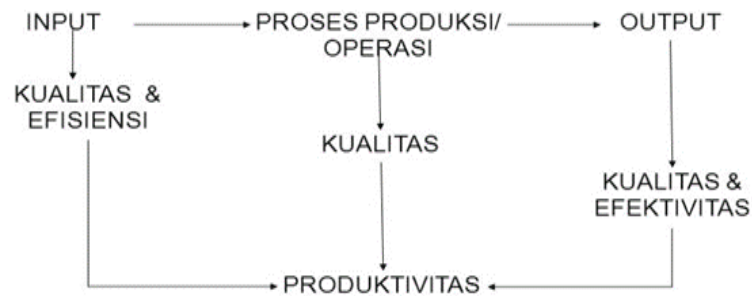 INPUT
PROSES PRODUKSI/
OPERASI
OUTPUT
KUALITAS &
EFISIENSI
KUALITAS
KUALITAS &
EFEKTIVITAS
PRODUKTIVITAS